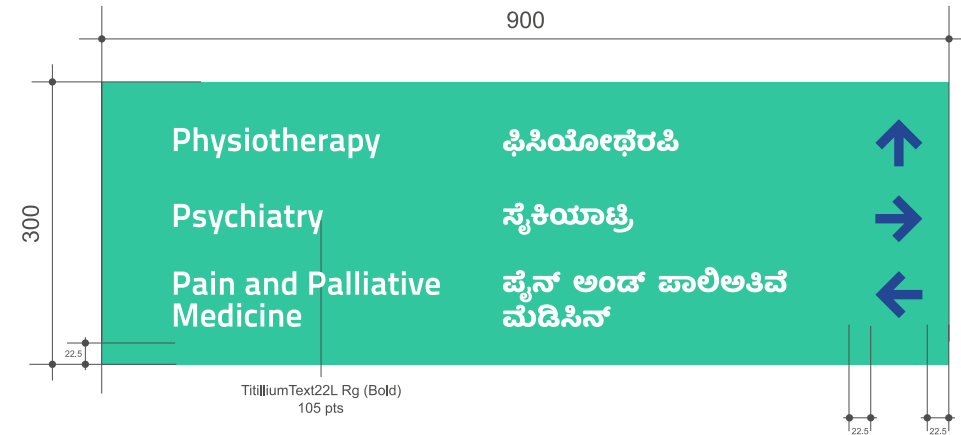 900
300
Physiotherapy ಫಿಸಿಯೋಥೆರಪಿ
Psychiatry ಸೈಕಿಯಾಟ್ರಿ
Pain and Palliative ಪೈನ್ ಅಂಡ್ ಪಾಲಿಅತಿವೆ
Medicine ಮೆಡಿಸಿನ್
22.5
TitilliumText22L Rg (Bold)
105 pts
22.5 22.5